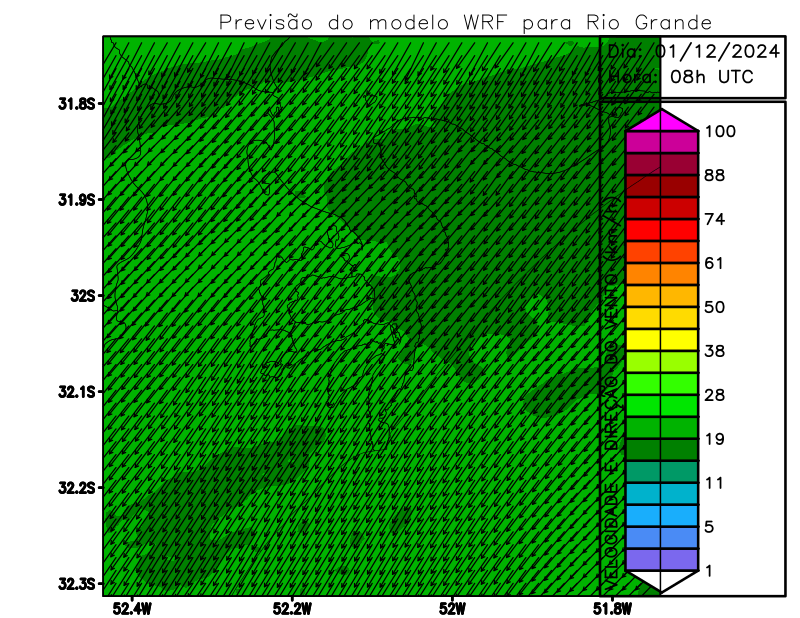 Previsão do modelo WRF para Rio Grande
Dia: 01/12/2024
Hora: 08h UTC
31.8S
31.9S
32S
32.1S
32.2S
32.3S
52.4W
52.2W
52W
51.8W
VELOCIDADE E DIREÇÃO DO VENTO (km/h)
100
88
74
61
50
38
28
19
11
5
1